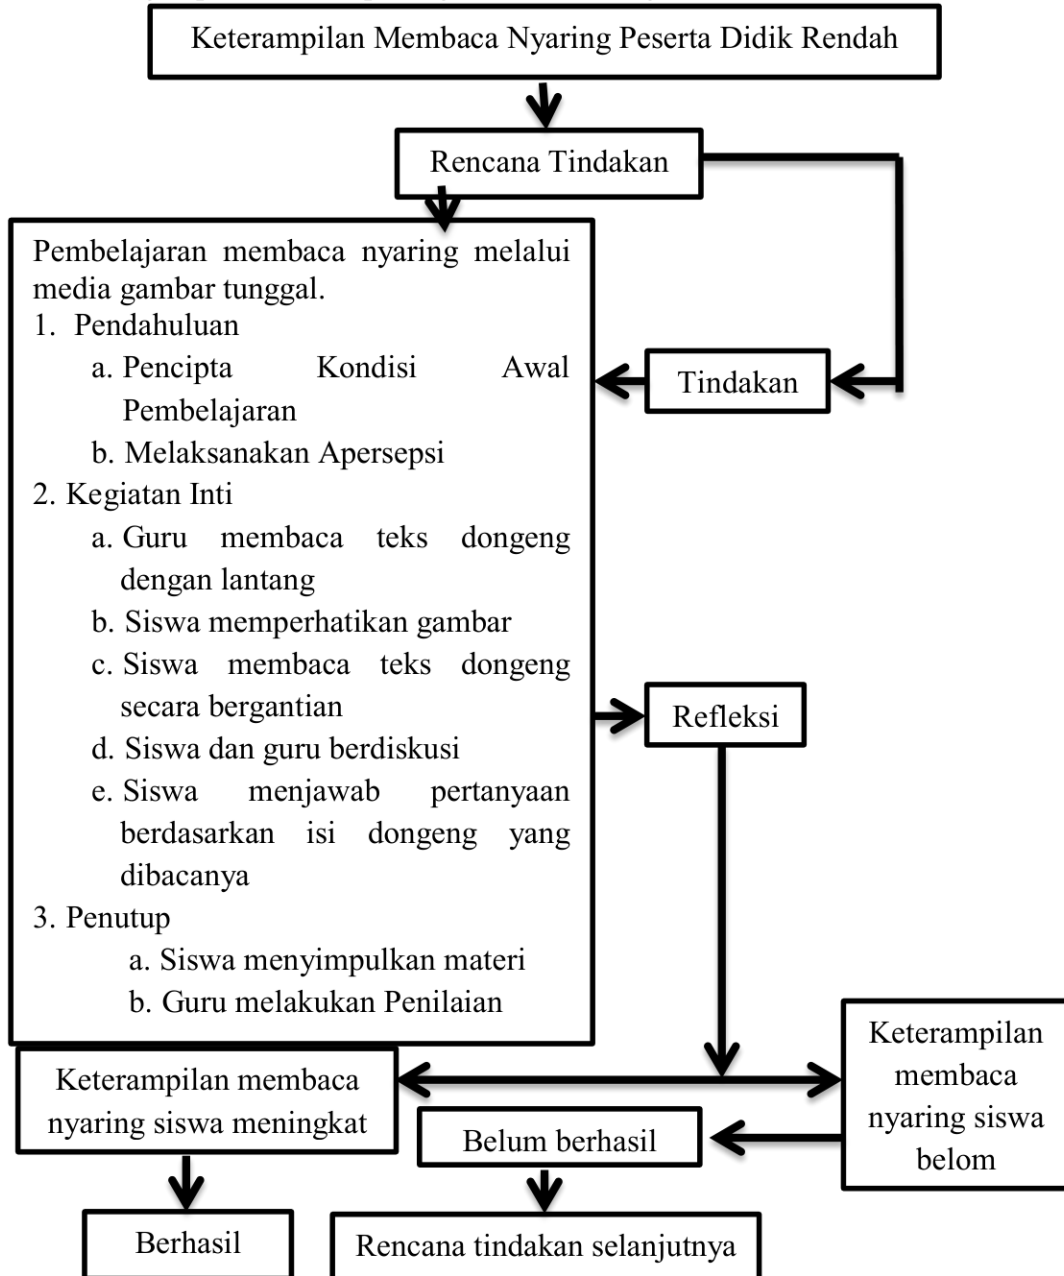 Keterampilan Membaca Nyaring Peserta Didik Rendah
Rencana Tindakan
Pembelajaran membaca nyaring melalui
media gambar tunggal.
1. Pendahuluan
a. Pencipta Kondisi Awal
Pembelajaran
b. Melaksanakan Apersepsi
2. Kegiatan Inti
a. Guru membaca teks dongeng
dengan lantang
b. Siswa memperhatikan gambar
c. Siswa membaca teks dongeng
secara bergantian
d. Siswa dan guru berdiskusi
e. Siswa menjawab pertanyaan
berdasarkan isi dongeng yang
dibacanya
3. Penutup
a. Siswa menyimpulkan materi
b. Guru melakukan Penilaian
Tindakan
Refleksi
Keterampilan membaca
nyaring siswa meningkat
Keterampilan
membaca
nyaring siswa
belom
Belum berhasil
Berhasil
Rencana tindakan selanjutnya